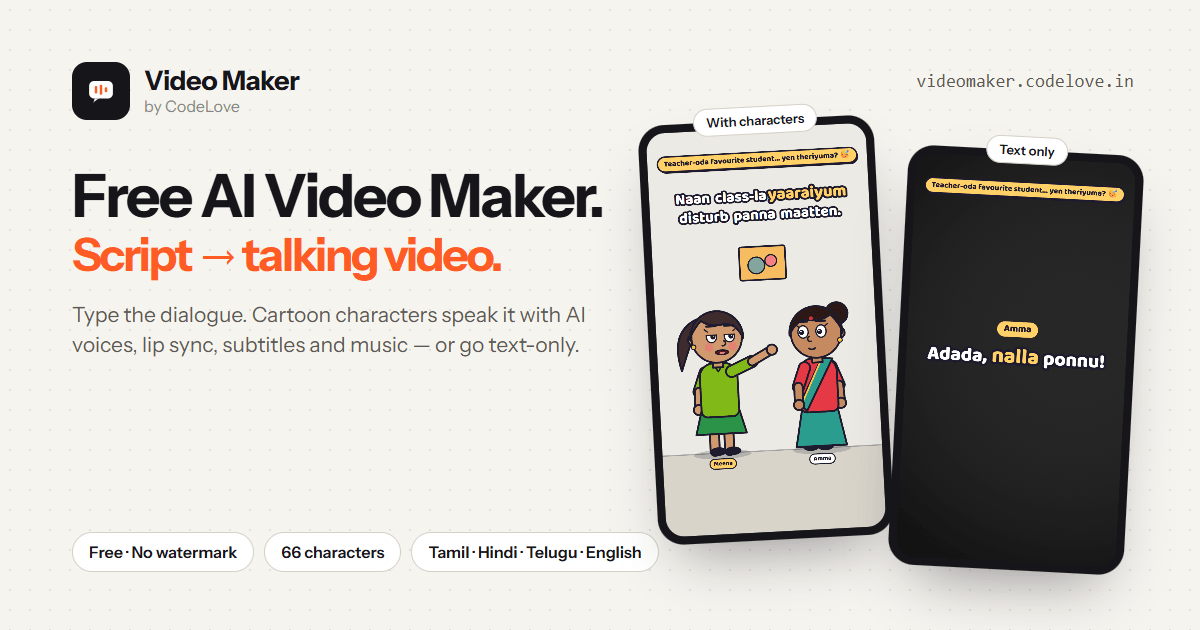 Video Maker
by CodeLove
videomaker.codelove.in
Free AI Video Maker.
Script → talking video.
Type the dialogue. Cartoon characters speak it with AI
voices, lip sync, subtitles and music — or go text-only.
Free · No watermark
66 characters
Tamil · Hindi · Telugu · English
With characters
Teacher-oda favourite student... yen theriyuma? 🥳
Naan class-la yaaraiyum
disturb panna maatten.
Meena
Amma
Text only
Teacher-oda favourite student... yen theriyuma? 🥳
Amma
Adada, nalla ponnu!